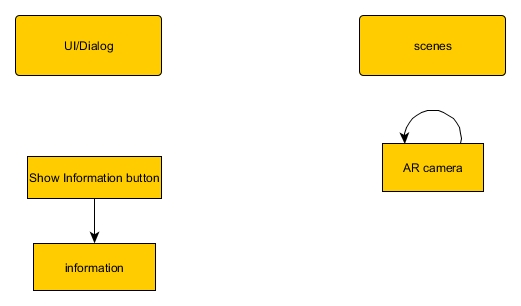 UI/Dialog
scenes
Show Information button
AR camera
information